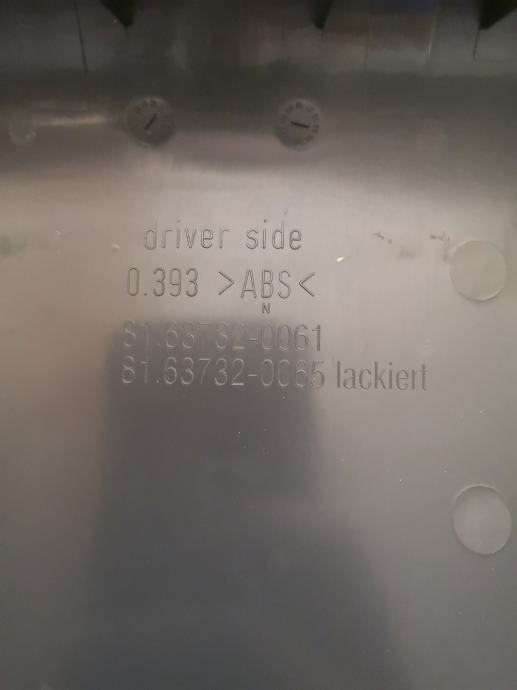 driver side
0.393 >ABS<
N
81.63732-0061
81.63732-0065 lackiert